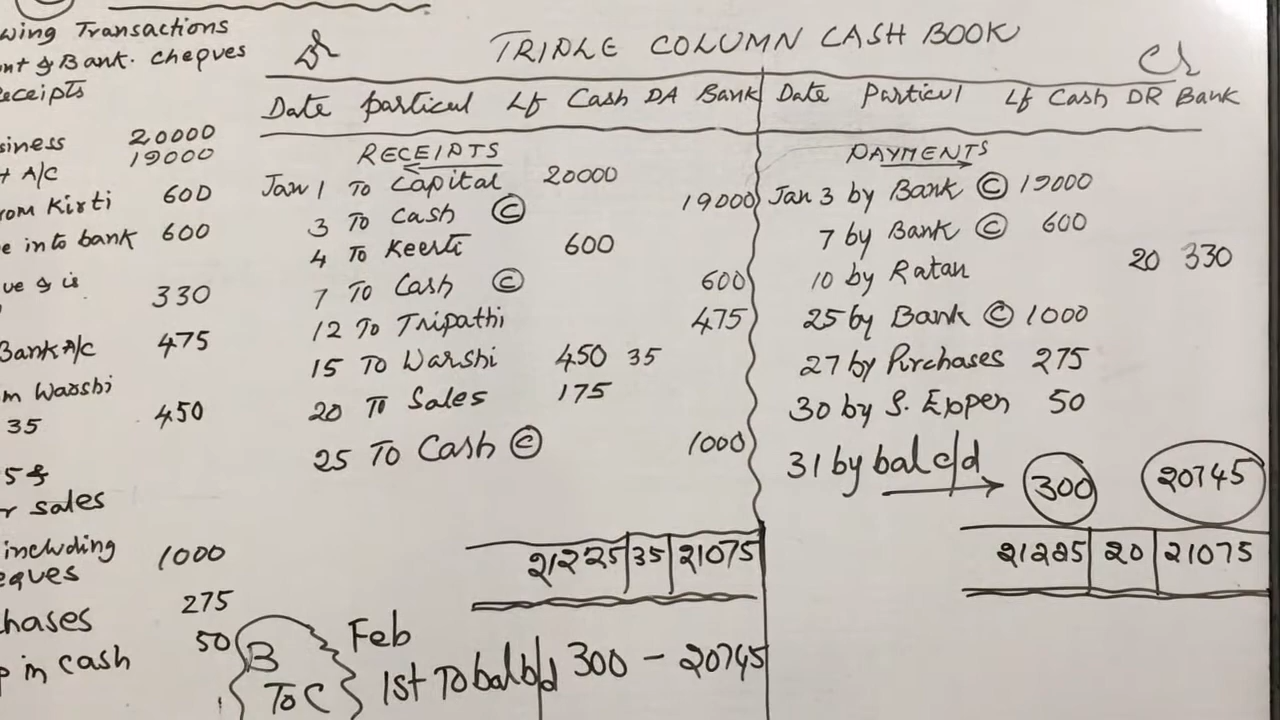 wing Transactions
nt & Bank. cheques
eceipts
siness 20000
t A/c 19000
rom Kirti 600
e into bank 600
ue & is
330
Bank A/c 475
m Warshi
35 450
5 &
r sales
including
eques 1000
chases 275
p in cash 50
Dr TRIPLE COLUMN CASH BOOK Cr
Date particul Lf Cash DA Bank Date Particul Lf Cash DR Bank
RECEIPTS PAYMENTS
Jan 1 To Capital 20000
3 To Cash © 19000
4 To Keerti 600
7 To Cash © 600
12 To Tripathi 475
15 To Warshi 450 35
20 To Sales 175
25 To Cash © 1000
21225 35 21075
Jan 3 by Bank © 19000
7 by Bank © 600
10 by Ratan 20 330
25 by Bank © 1000
27 by Purchases 275
30 by S. Expen 50
31 by bal c/d 300 20745
21225 20 21075
B
To C
Feb
1st To bal b/d 300 - 20745